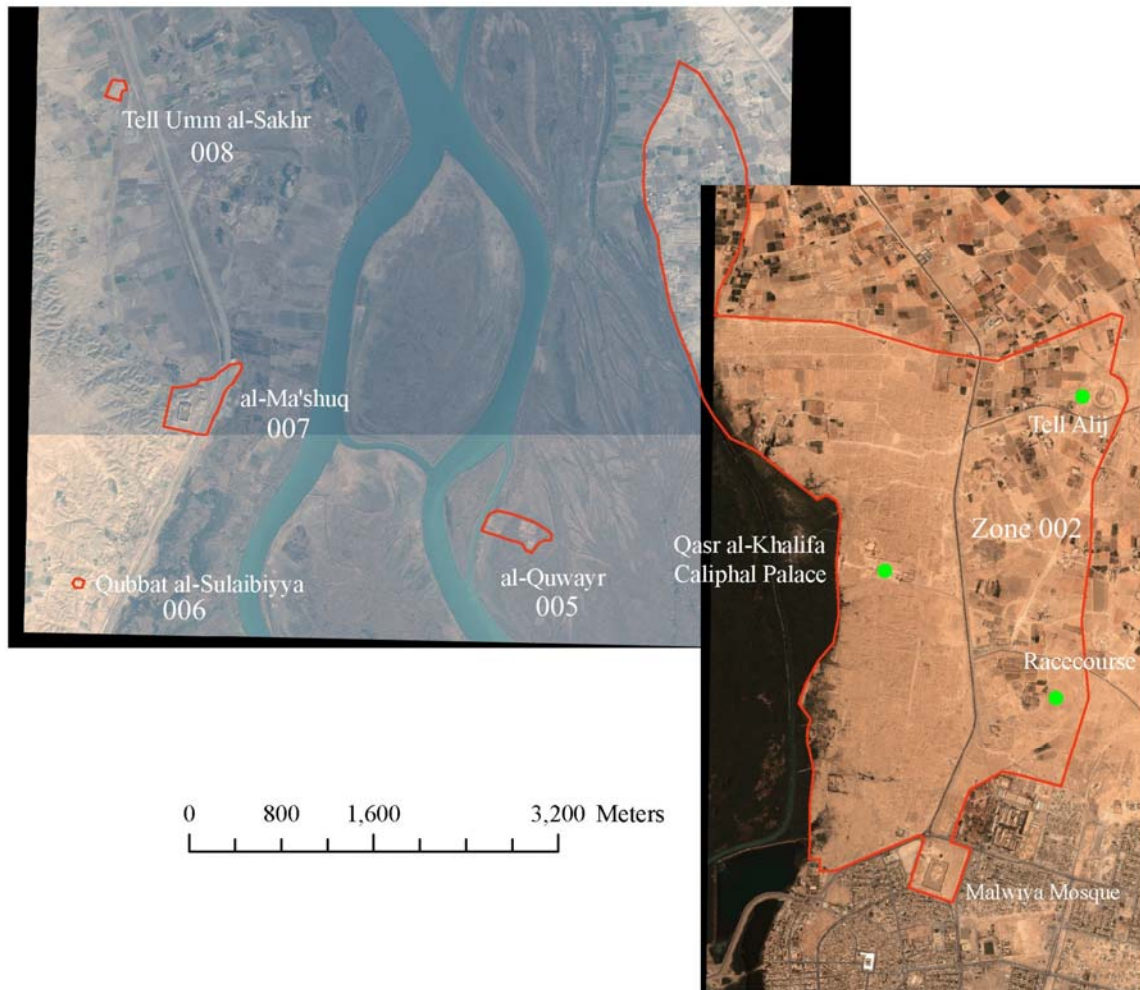 Tell Umm al-Sakhr
008
al-Ma'shuq
007
Qubbat al-Sulaibiyya
006
al-Quwayr
005
Tell Alij
Zone 002
Qasr al-Khalifa
Caliphal Palace
Racecourse
Malwiya Mosque
0 800 1,600 3,200 Meters